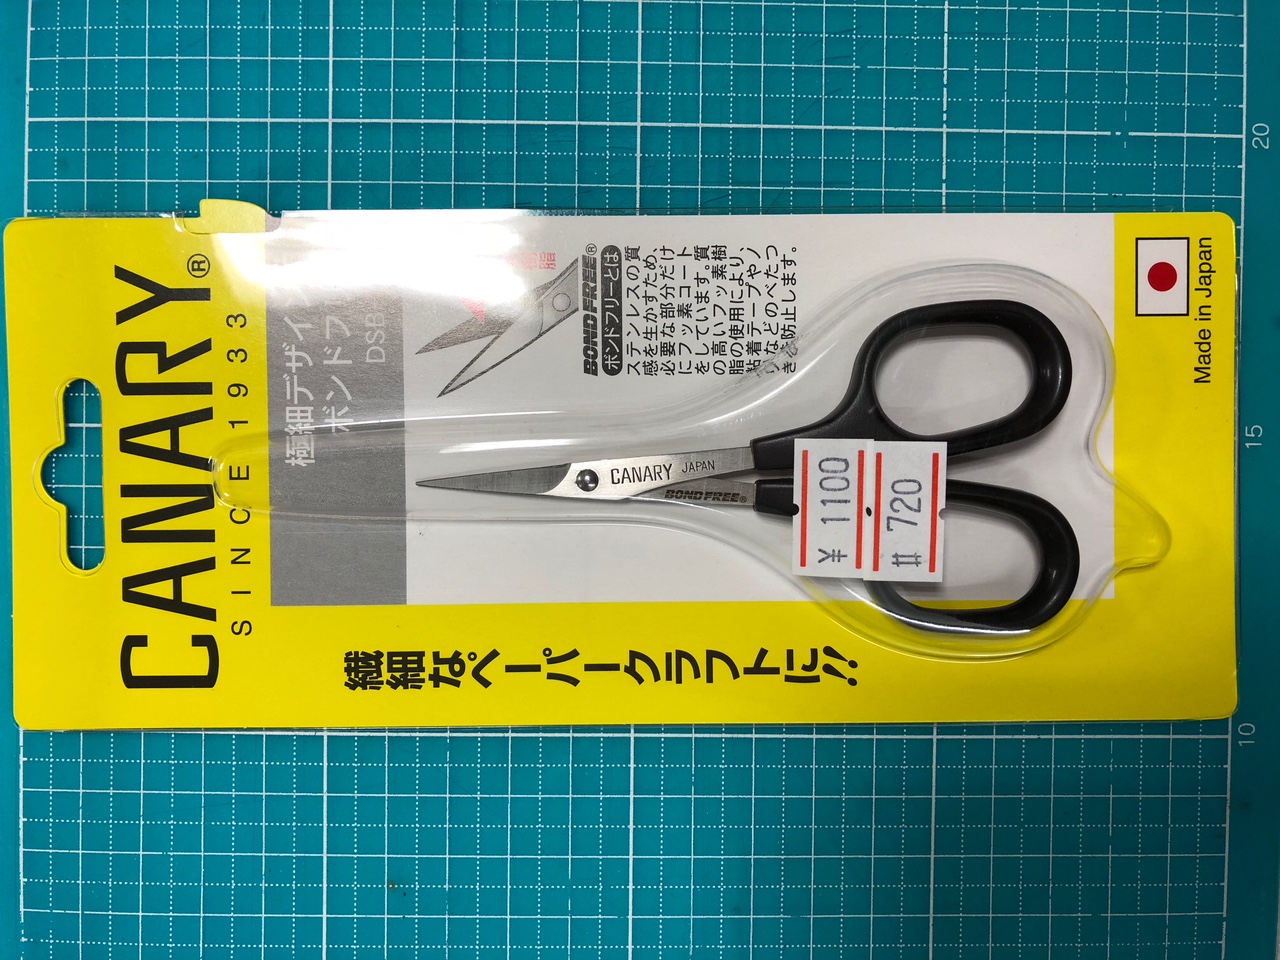 CANARY®
SINCE 1933
極細デザイ
ボンドフ
DSB
脂
BONDFREE®
ボンドフリーとは
ステンレスの質
感を生かすため、
必要な部分だけ
にフッ素コート
をしています。質
の高いフッ素樹
脂の使用により、
粘着テープやノ
リなどのべたつ
きを防止します。
CANARY JAPAN
BONDFREE®
¥ 1100
# 720
繊細なペーパークラフトに!!
Made in Japan
20
15
10